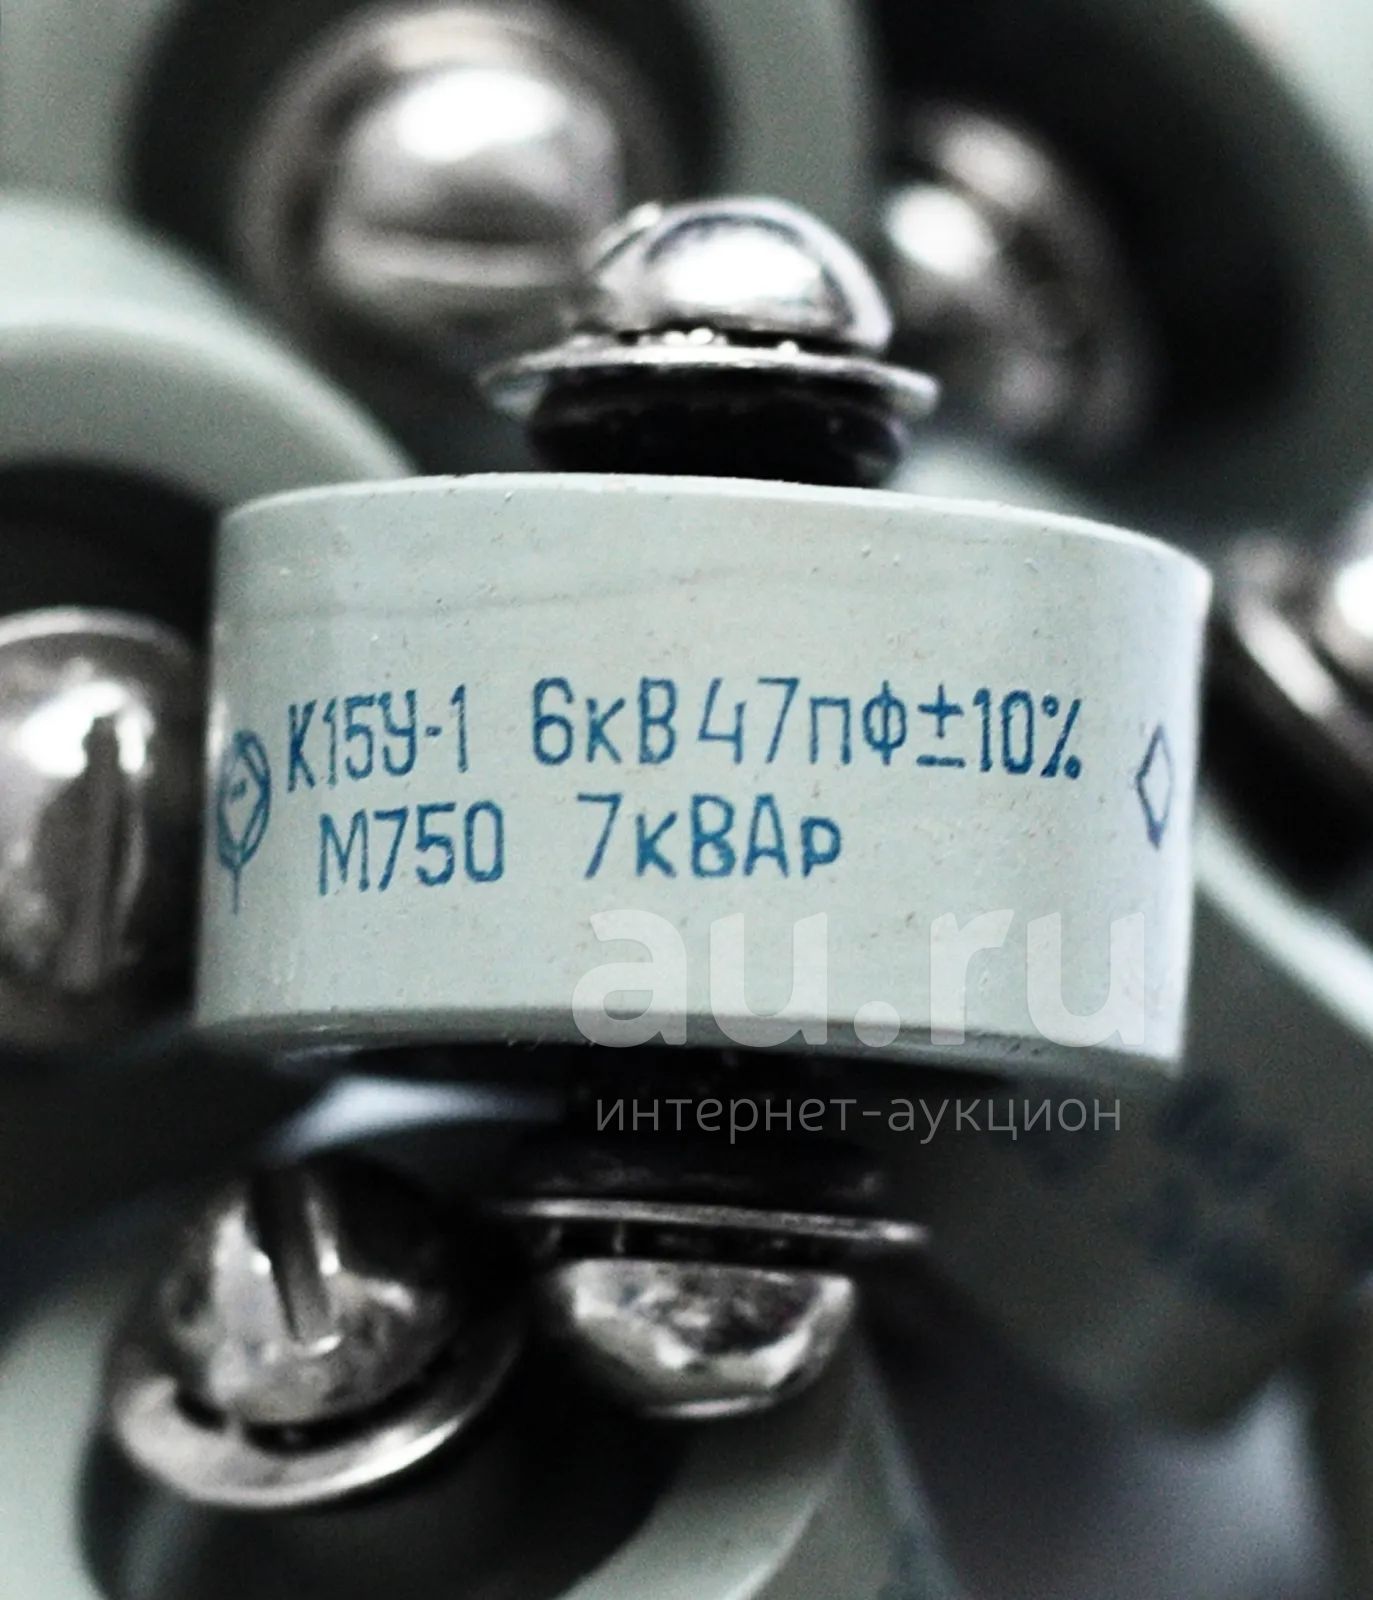 К15У-1 6кВ 47пФ±10%
М750 7кВАр
au.ru
интернет-аукцион